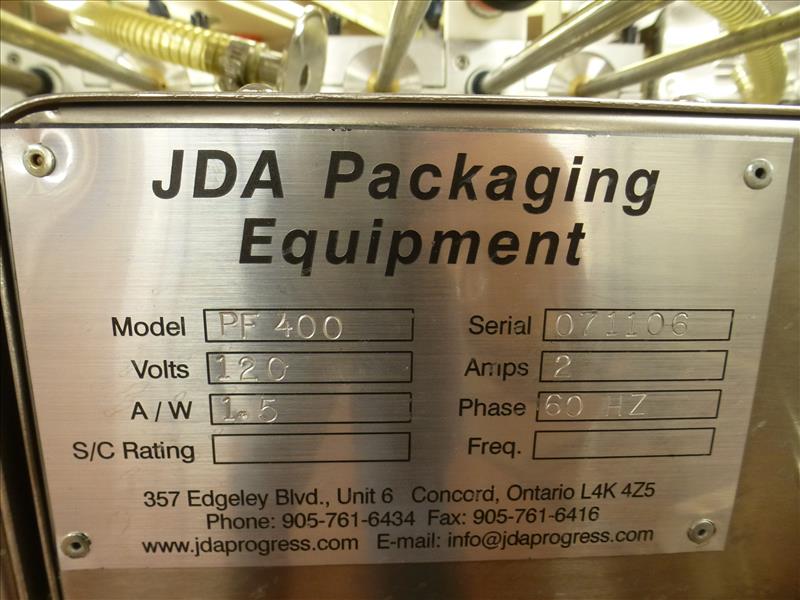 JDA Packaging
Equipment
Model PF 400 Serial 071106
Volts 120 Amps 2
A / W 1.5 Phase 60 HZ
S/C Rating Freq.
357 Edgeley Blvd., Unit 6 Concord, Ontario L4K 4Z5
Phone: 905-761-6434 Fax: 905-761-6416
www.jdaprogress.com E-mail: info@jdaprogress.com